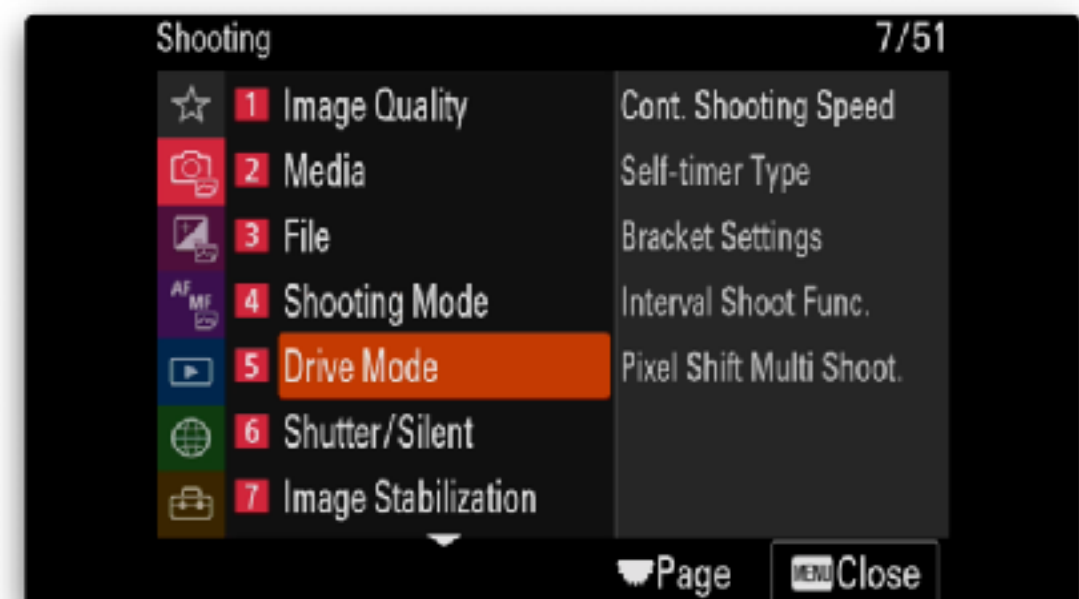 Shooting 7/51
1 Image Quality
2 Media
3 File
AF MF 4 Shooting Mode
5 Drive Mode
6 Shutter/Silent
7 Image Stabilization
Cont. Shooting Speed
Self-timer Type
Bracket Settings
Interval Shoot Func.
Pixel Shift Multi Shoot.
Page MENU Close